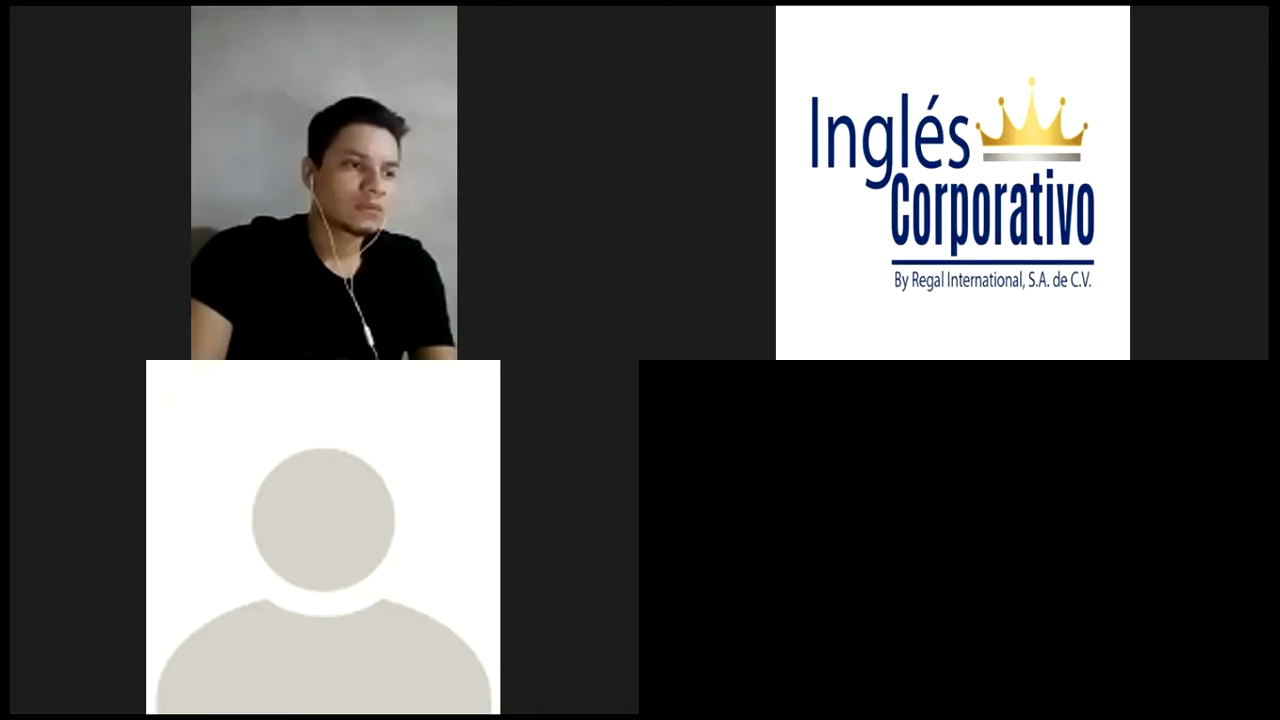 Inglés
Corporativo
By Regal International, S.A. de C.V.